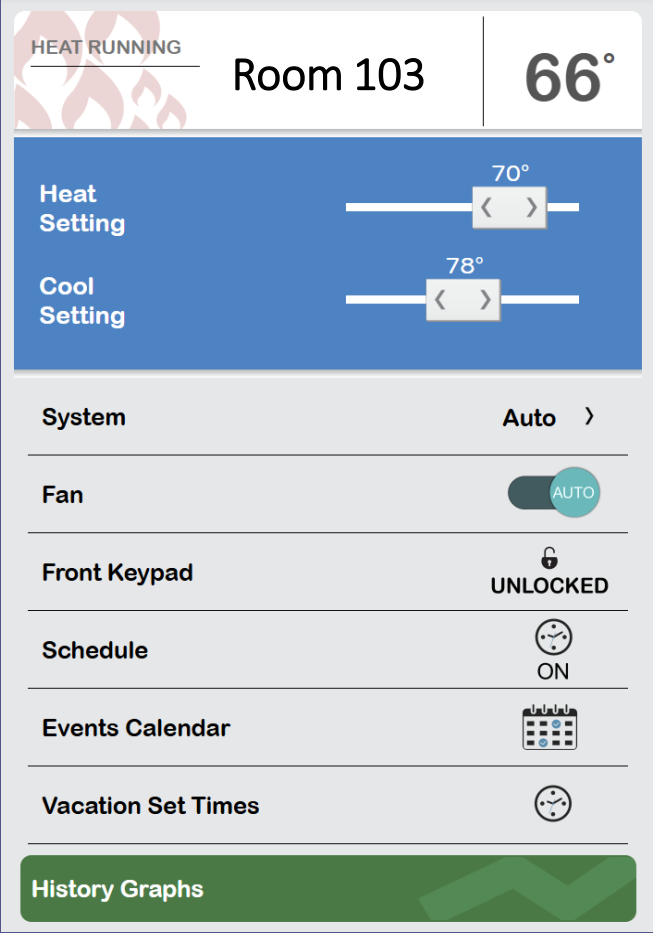 HEAT RUNNING
Room 103
66°
Heat
Setting
70°
Cool
Setting
78°
System
Auto
Fan
AUTO
Front Keypad
UNLOCKED
Schedule
ON
Events Calendar
Vacation Set Times
History Graphs